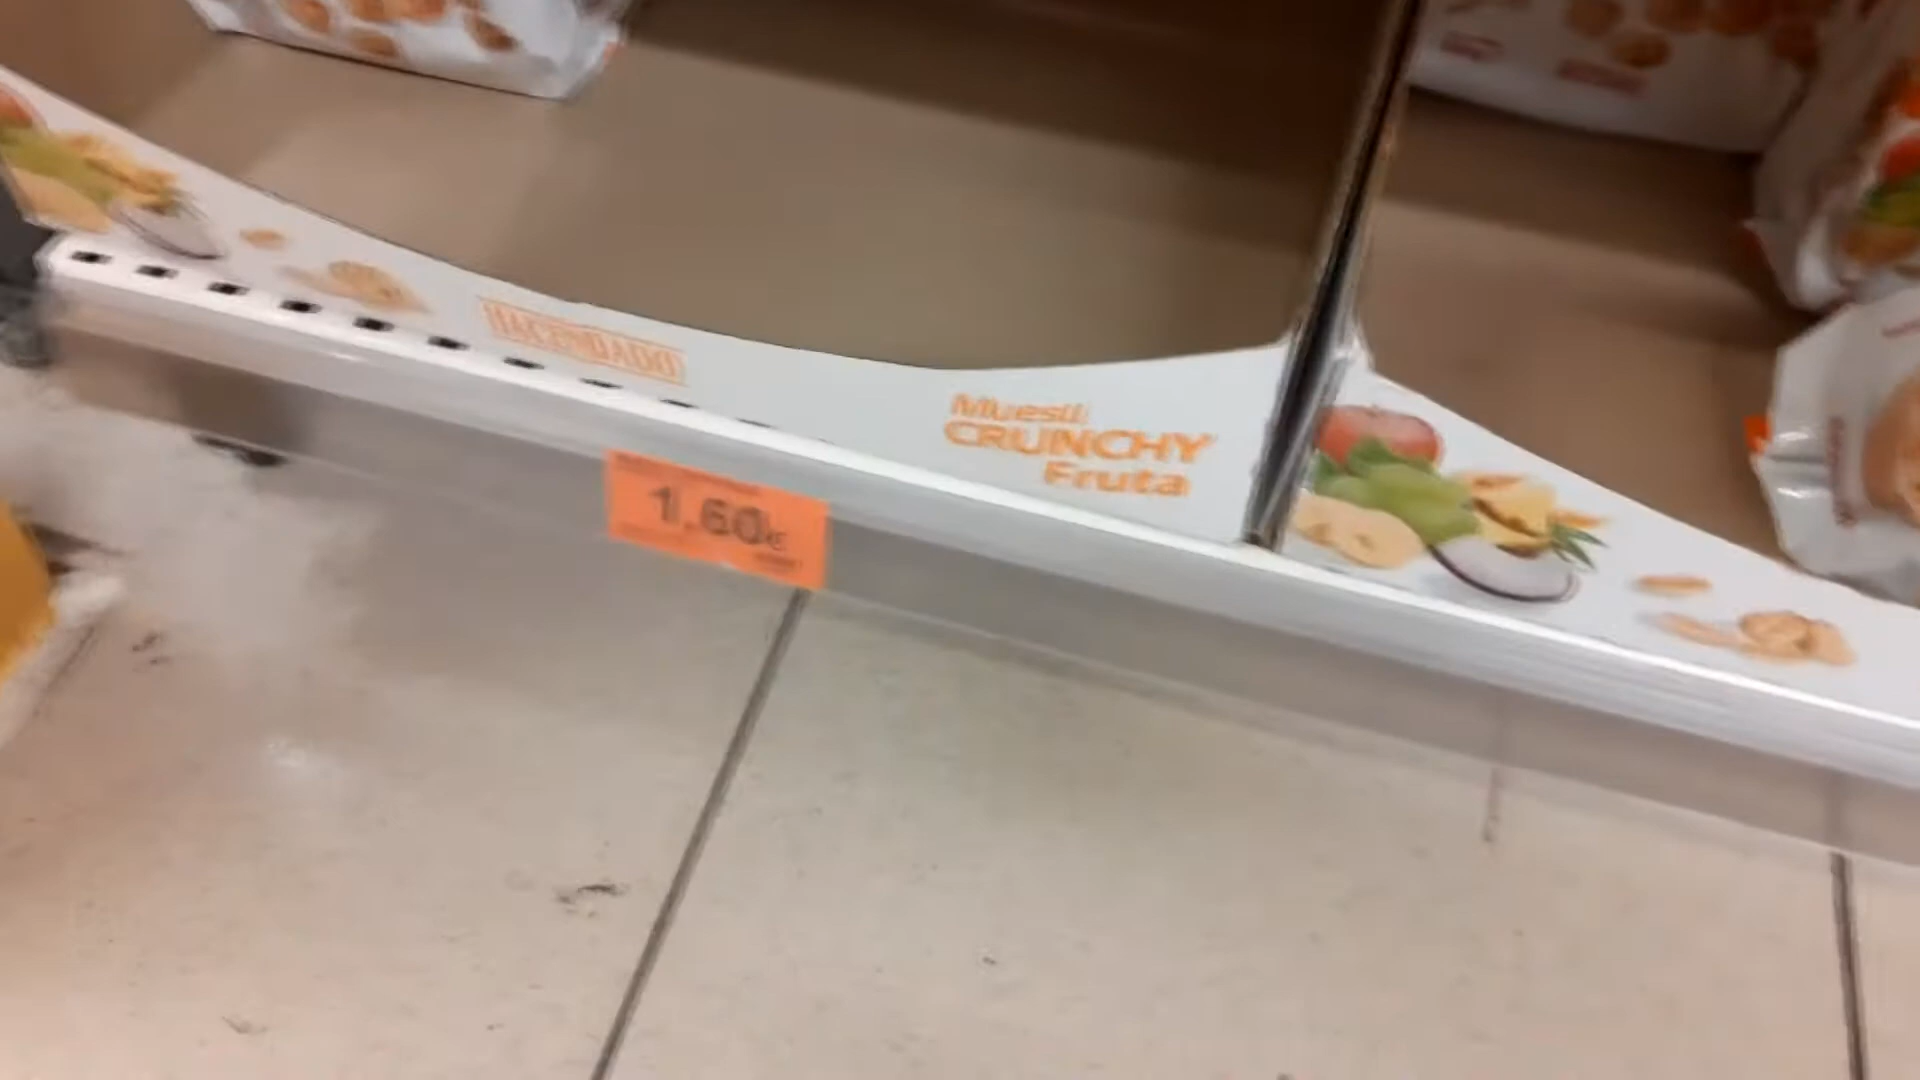 HACENDADO
Muesli
CRUNCHY
Fruta
1.60€